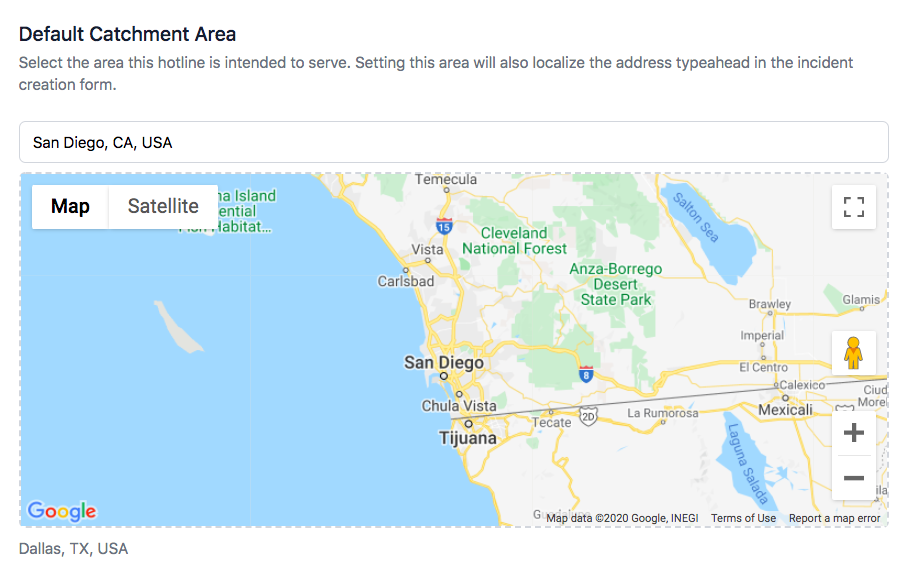 Default Catchment Area
Select the area this hotline is intended to serve. Setting this area will also localize the address typeahead in the incident
creation form.
San Diego, CA, USA
Map
Satellite
na Island
ential
Fish Habitat...
Temecula
15
Cleveland
National Forest
Vista
Carlsbad
Salton Sea
Anza-Borrego
Desert
State Park
Brawley
Glamis
Imperial
San Diego
8
El Centro
Calexico
Chula Vista
Tecate
2D
La Rumorosa
Mexicali
Ciud
More
Tijuana
Laguna Salada
Google
Map data ©2020 Google, INEGI
Terms of Use
Report a map error
Dallas, TX, USA